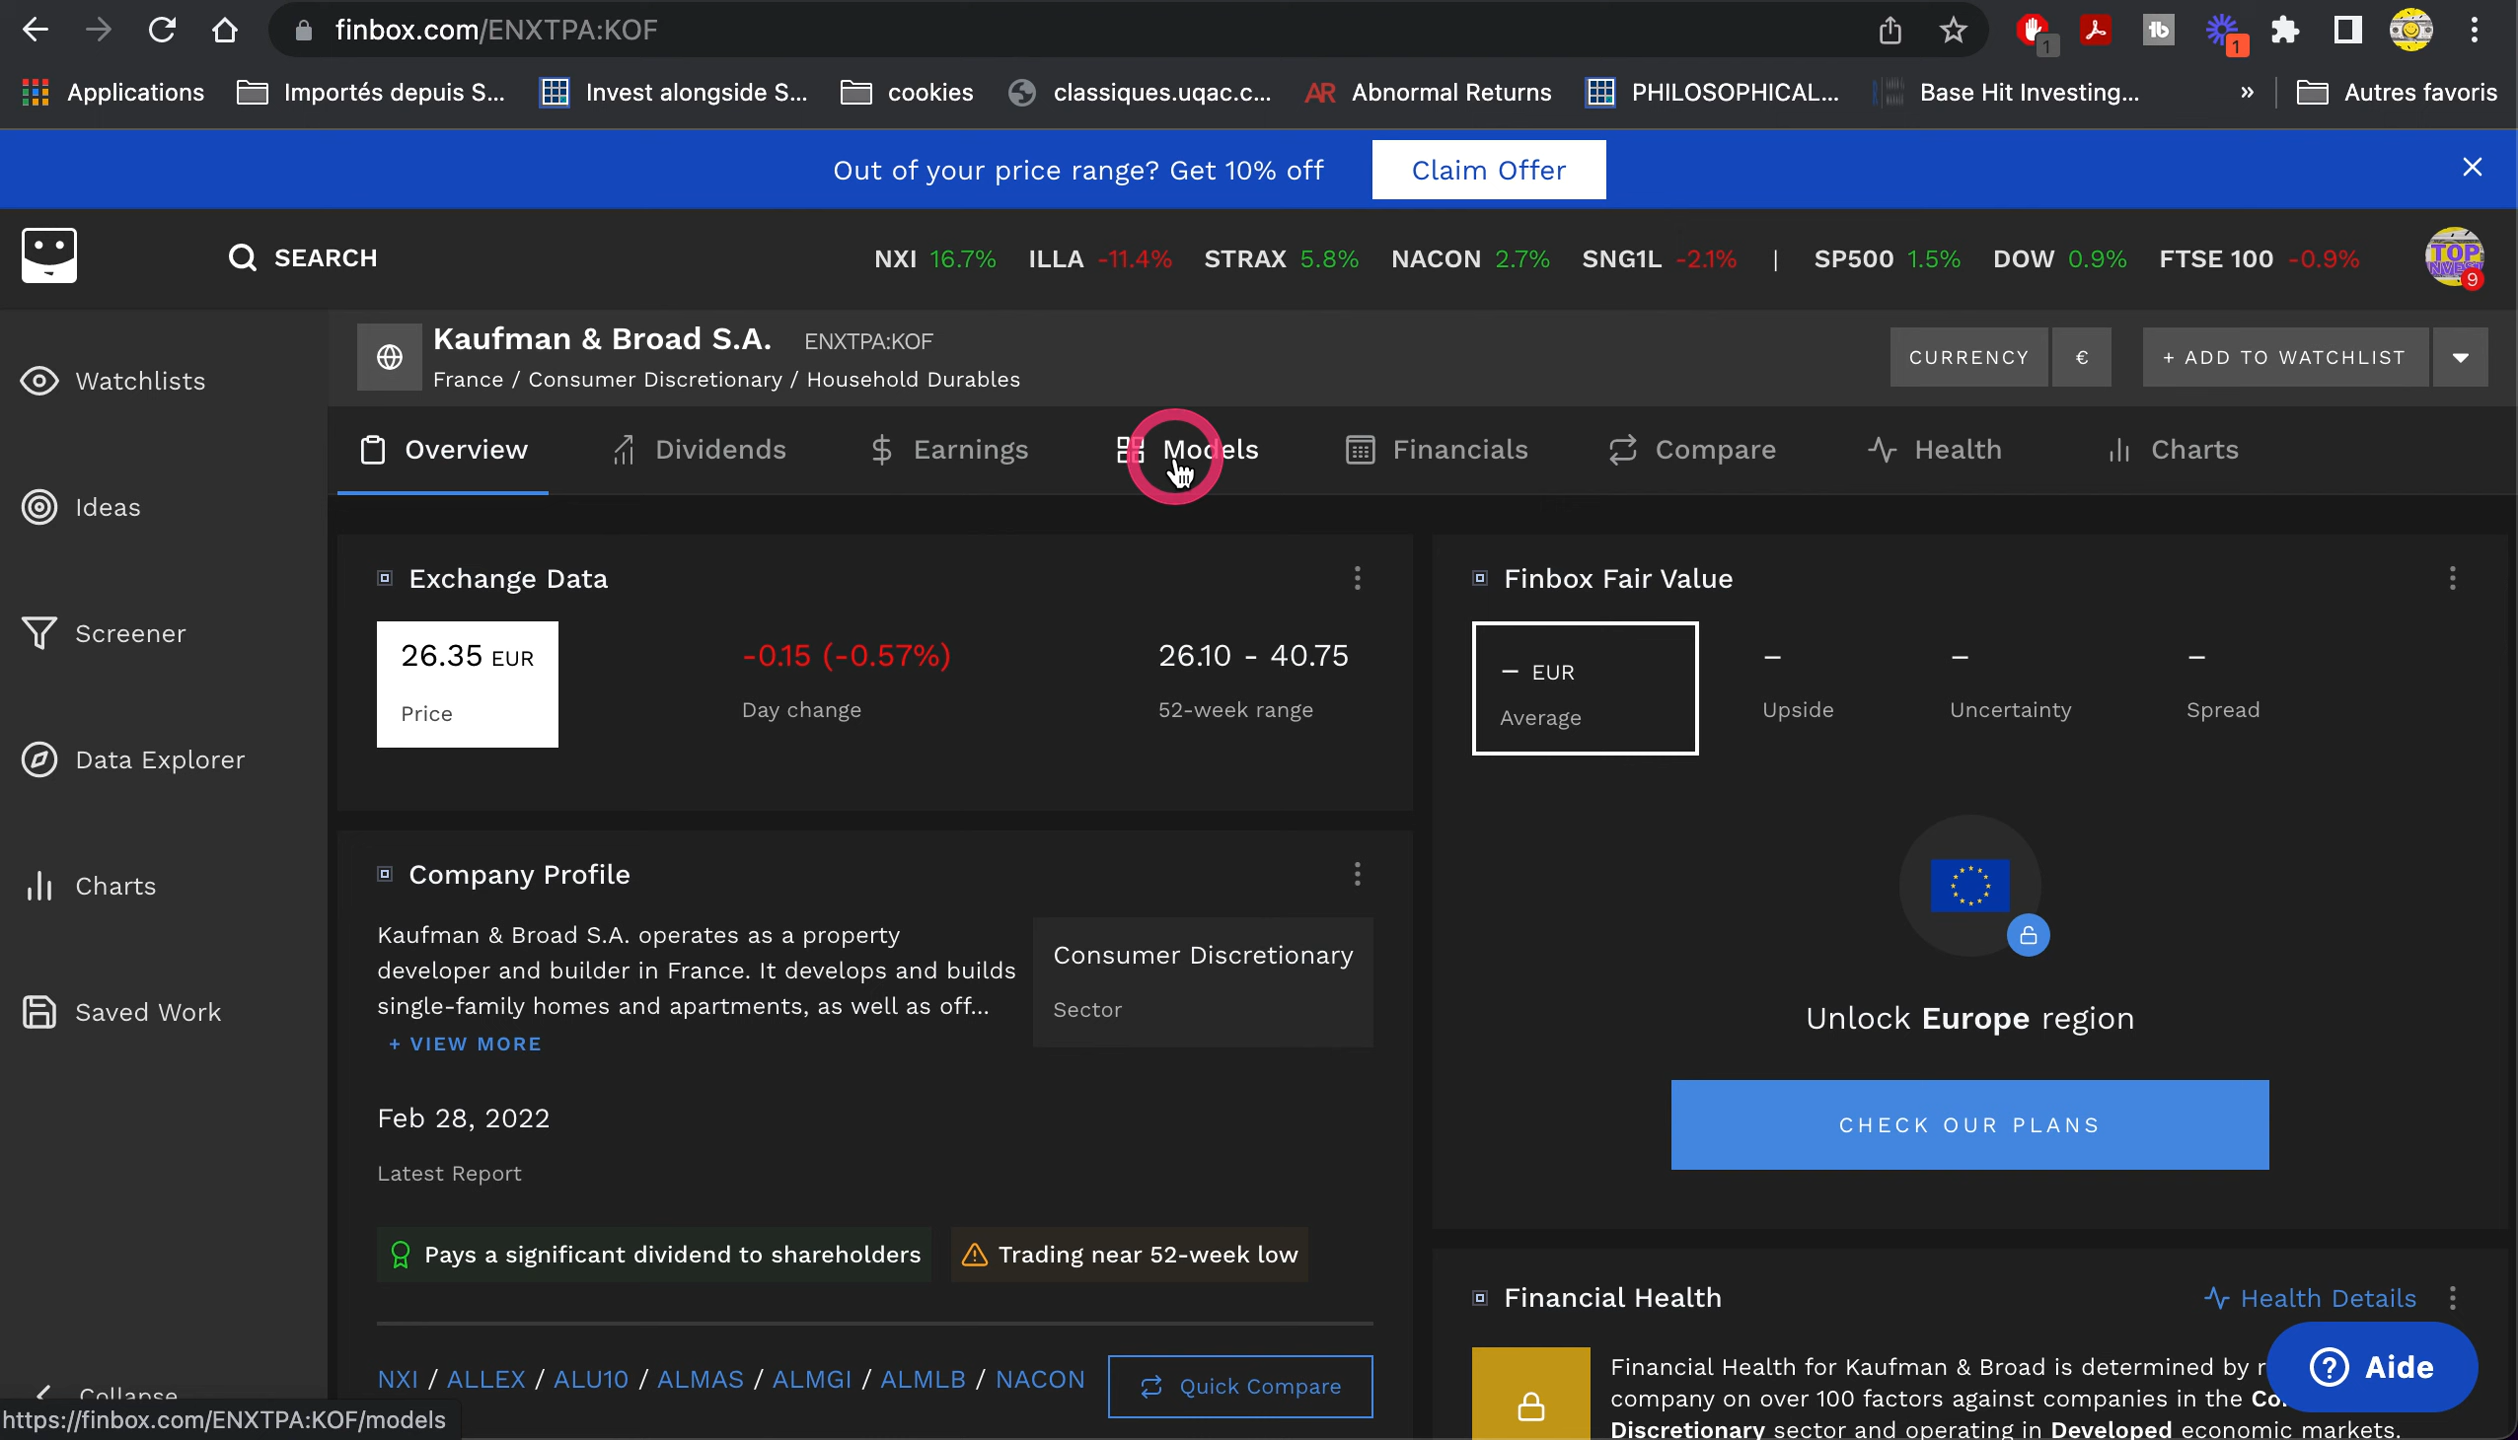 finbox.com/ENXTPA:KOF
1
1
Applications
Importés depuis S...
Invest alongside S...
cookies
classiques.uqac.c...
AR Abnormal Returns
PHILOSOPHICAL...
Base Hit Investing...
»
Autres favoris
Out of your price range? Get 10% off
Claim Offer
SEARCH
NXI 16.7% ILLA -11.4% STRAX 5.8% NACON 2.7% SNG1L -2.1% | SP500 1.5% DOW 0.9% FTSE 100 -0.9%
TOP
9
Kaufman & Broad S.A. ENXTPA:KOF
France / Consumer Discretionary / Household Durables
CURRENCY €
+ ADD TO WATCHLIST
Watchlists
Ideas
Screener
Data Explorer
Charts
Saved Work
Collapse
Overview
Dividends
Earnings
Models
Financials
Compare
Health
Charts
Exchange Data
26.35 EUR
Price
-0.15 (-0.57%)
Day change
26.10 - 40.75
52-week range
Finbox Fair Value
– EUR
Average
–
Upside
–
Uncertainty
–
Spread
Unlock Europe region
CHECK OUR PLANS
Company Profile
Kaufman & Broad S.A. operates as a property
developer and builder in France. It develops and builds
single-family homes and apartments, as well as off...
+ VIEW MORE
Consumer Discretionary
Sector
Feb 28, 2022
Latest Report
Pays a significant dividend to shareholders
Trading near 52-week low
NXI / ALLEX / ALU10 / ALMAS / ALMGI / ALMLB / NACON
Quick Compare
Financial Health
Health Details
Financial Health for Kaufman & Broad is determined by
company on over 100 factors against companies in the
Discretionary sector and operating in Developed economic markets.
Aide
https://finbox.com/ENXTPA:KOF/models